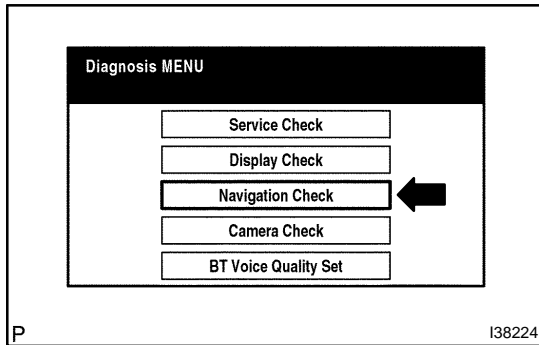 Diagnosis MENU
Service Check
Display Check
Navigation Check
Camera Check
BT Voice Quality Set
P
I38224